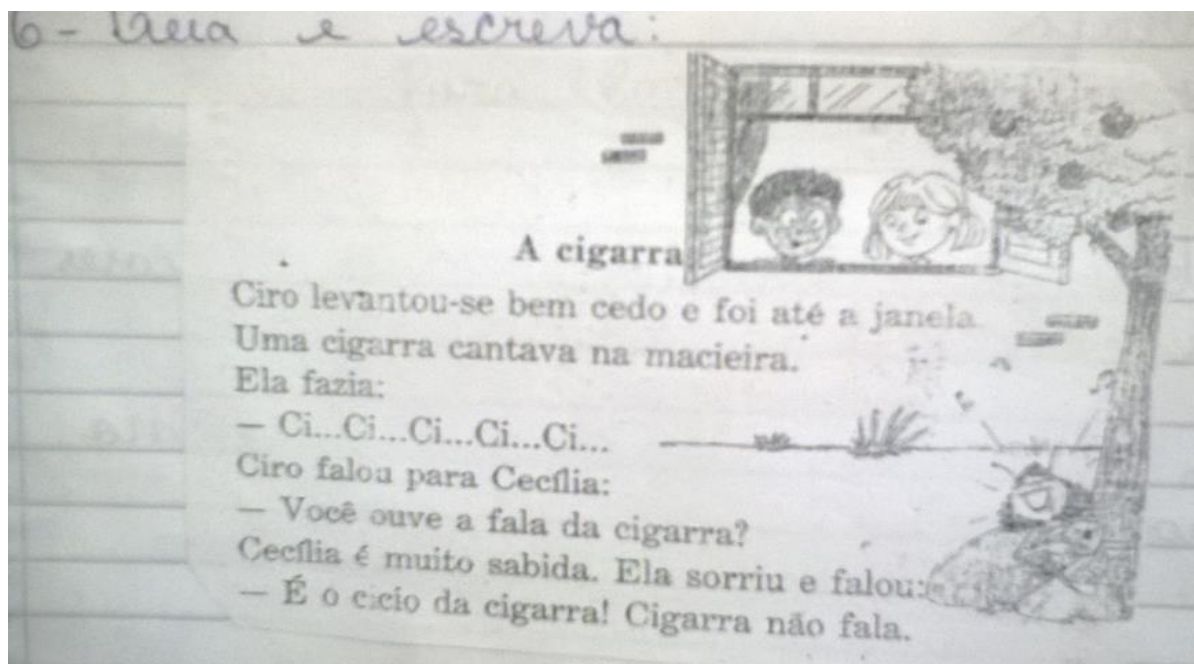 6 - Leia e escreva:
A cigarra
Ciro levantou-se bem cedo e foi até a janela
Uma cigarra cantava na macieira.
Ela fazia:
— Ci...Ci...Ci...Ci...Ci...
Ciro falou para Cecília:
— Você ouve a fala da cigarra?
Cecília é muito sabida. Ela sorriu e falou:
— É o cicio da cigarra! Cigarra não fala.